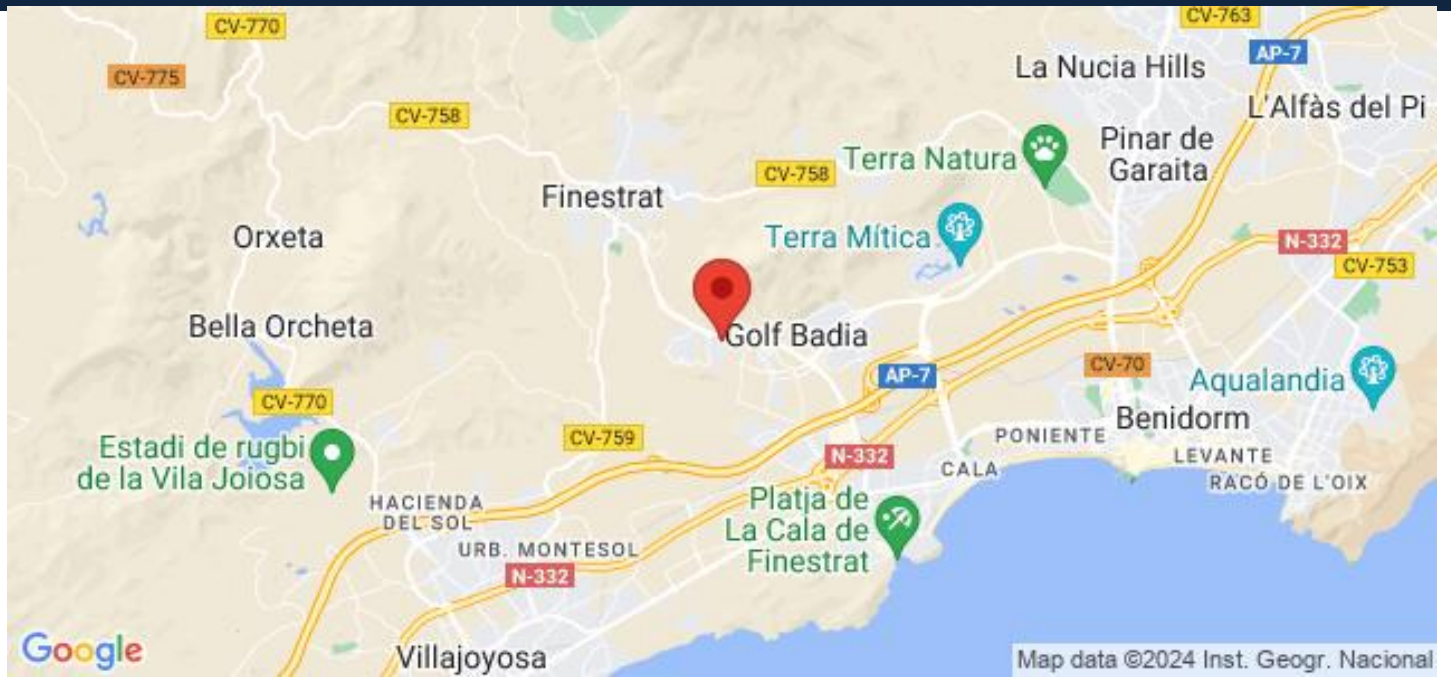 CV-770
CV-763
AP-7
La Nucia Hills
CV-775
L'Alfàs del Pi
CV-758
Pinar de
Garaita
Terra Natura
CV-758
Finestrat
Orxeta
Terra Mítica
N-332
CV-753
Bella Orcheta
Golf Badia
CV-70
AP-7
Aqualandia
CV-770
Benidorm
CV-759
PONIENTE
Estadi de rugbi
de la Vila Joiosa
N-332
LEVANTE
CALA
RACÓ DE L'OIX
HACIENDA
DEL SOL
Platja de
La Cala de
Finestrat
URB. MONTESOL
N-332
Google
Villajoyosa
Map data ©2024 Inst. Geogr. Nacional